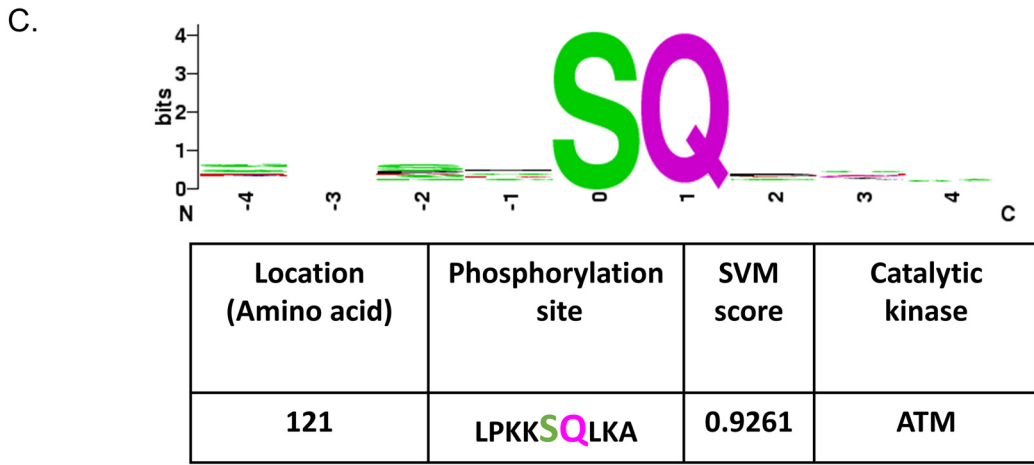 C.
bits
4
3
2
1
0
S Q
-4 -3 -2 -1 0 1 2 3 4
N C
Location (Amino acid) Phosphorylation site SVM score Catalytic kinase
121 LPKKSQLKA 0.9261 ATM